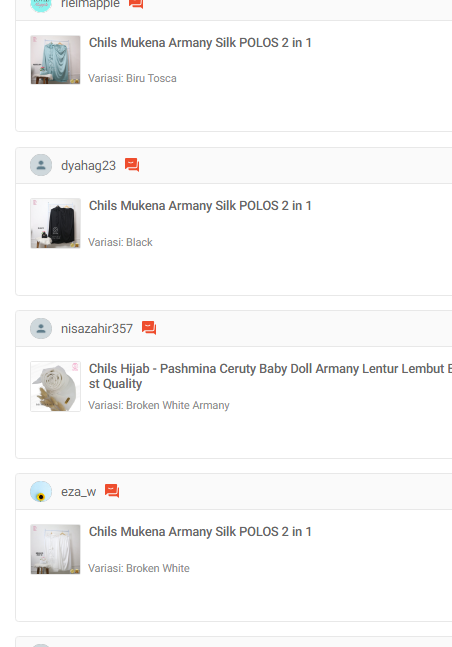 rielmapple
Chils Mukena Armany Silk POLOS 2 in 1
Variasi: Biru Tosca
dyahag23
Chils Mukena Armany Silk POLOS 2 in 1
Variasi: Black
nisazahir357
Chils Hijab - Pashmina Ceruty Baby Doll Armany Lentur Lembut B
st Quality
Variasi: Broken White Armany
eza_w
Chils Mukena Armany Silk POLOS 2 in 1
Variasi: Broken White